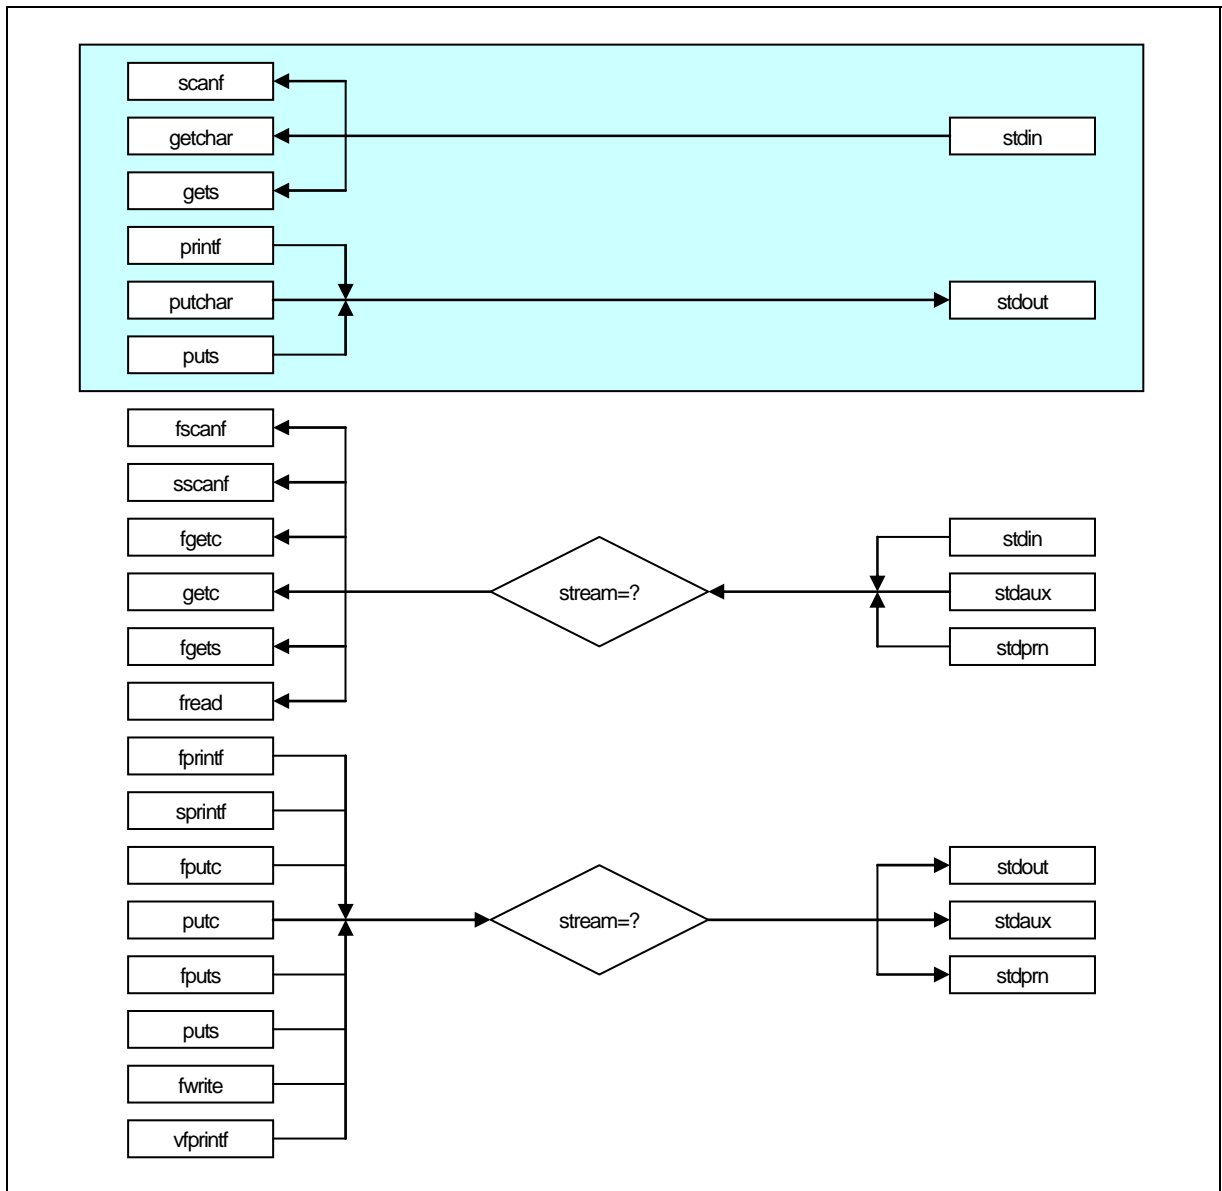 scanf
getchar
stdin
gets
printf
putchar
stdout
puts
fscanf
sscanf
fgetc
stdin
getc
stream=?
stdaux
fgets
stdprn
fread
fprintf
sprintf
fputc
stdout
putc
stream=?
stdaux
fputs
stdprn
puts
fwrite
vfprintf